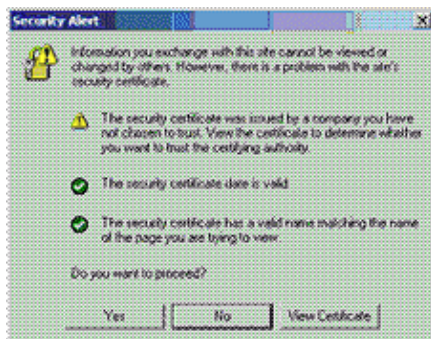 Security Alert
Information you exchange with this site cannot be viewed or
changed by others. However, there is a problem with the site's
security certificate.
The security certificate was issued by a company you have
not chosen to trust. View the certificate to determine whether
you want to trust the certifying authority.
The security certificate date is valid
The security certificate has a valid name matching the name
of the page you are trying to view.
Do you want to proceed?
Yes No View Certificate